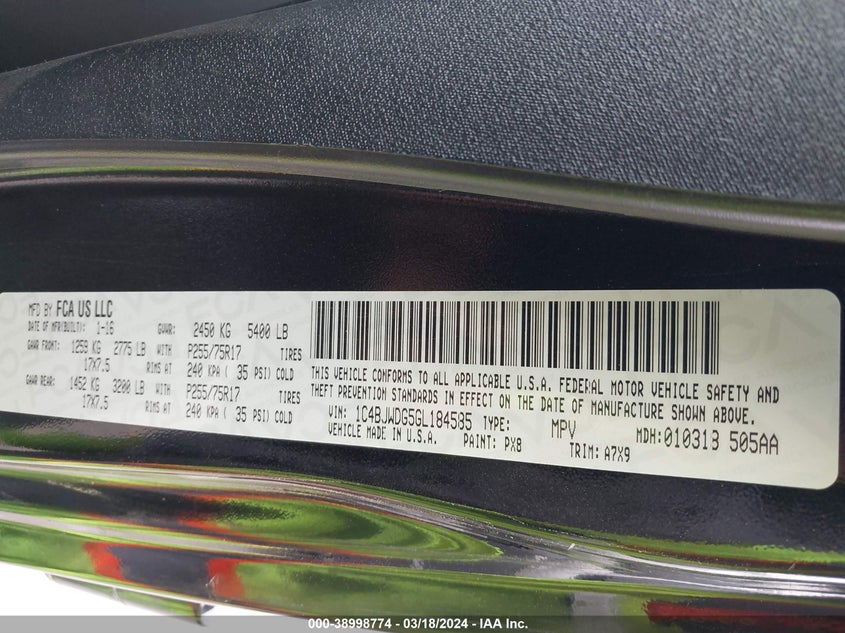 MFD BY FCA US LLC
DATE OF MFR(BUILT): 1-16 GVWR: 2450 KG 5400 LB
GAWR FRONT: 1259 KG 2775 LB WITH P255/75R17 TIRES
17X7.5 RIMS AT 240 KPA ( 35 PSI) COLD
GAWR REAR: 1452 KG 3200 LB WITH P255/75R17 TIRES
17X7.5 RIMS AT 240 KPA ( 35 PSI) COLD
THIS VEHICLE CONFORMS TO ALL APPLICABLE U.S.A. FEDERAL MOTOR VEHICLE SAFETY AND
THEFT PREVENTION STANDARDS IN EFFECT ON THE DATE OF MANUFACTURE SHOWN ABOVE.
VIN: 1C4BJWDG5GL184585 TYPE: MPV MDH: 010313 505AA
VEHICLE MADE IN U.S.A. PAINT: PX8 TRIM: A7X9
000-38998774 - 03/18/2024 - IAA Inc.